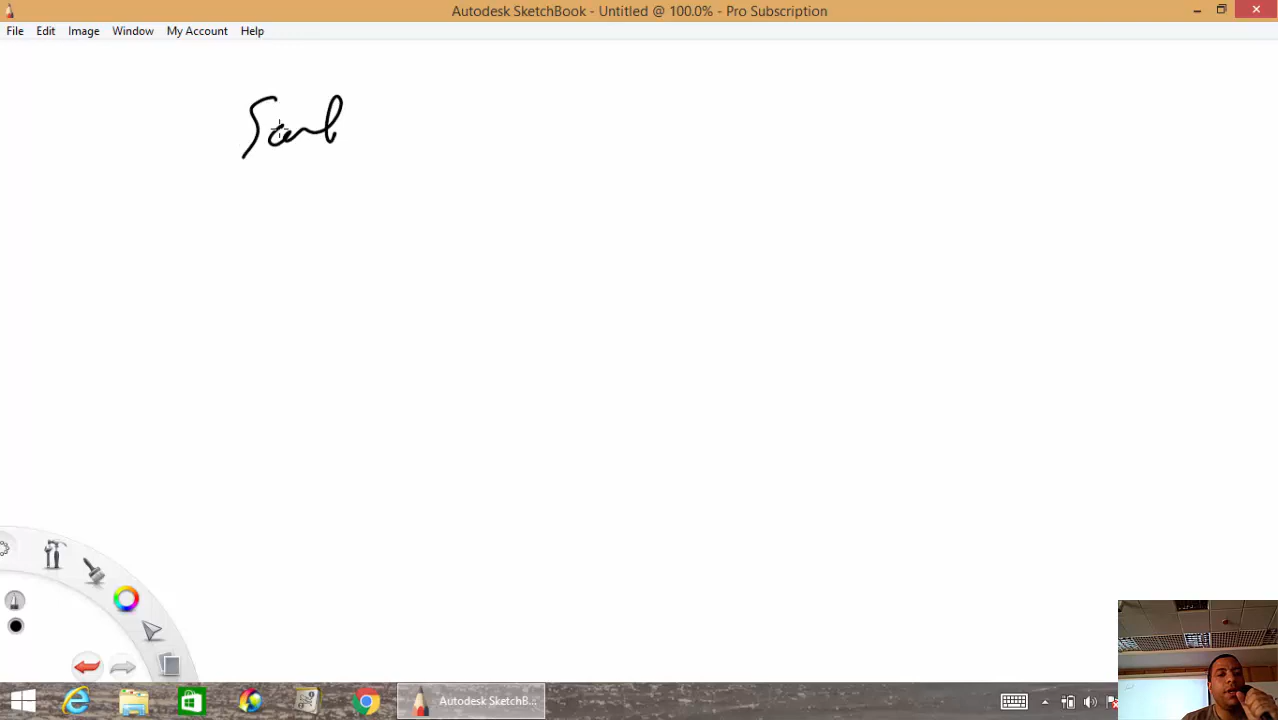 Autodesk SketchBook - Untitled @ 100.0% - Pro Subscription
File Edit Image Window My Account Help
Autodesk SketchB...